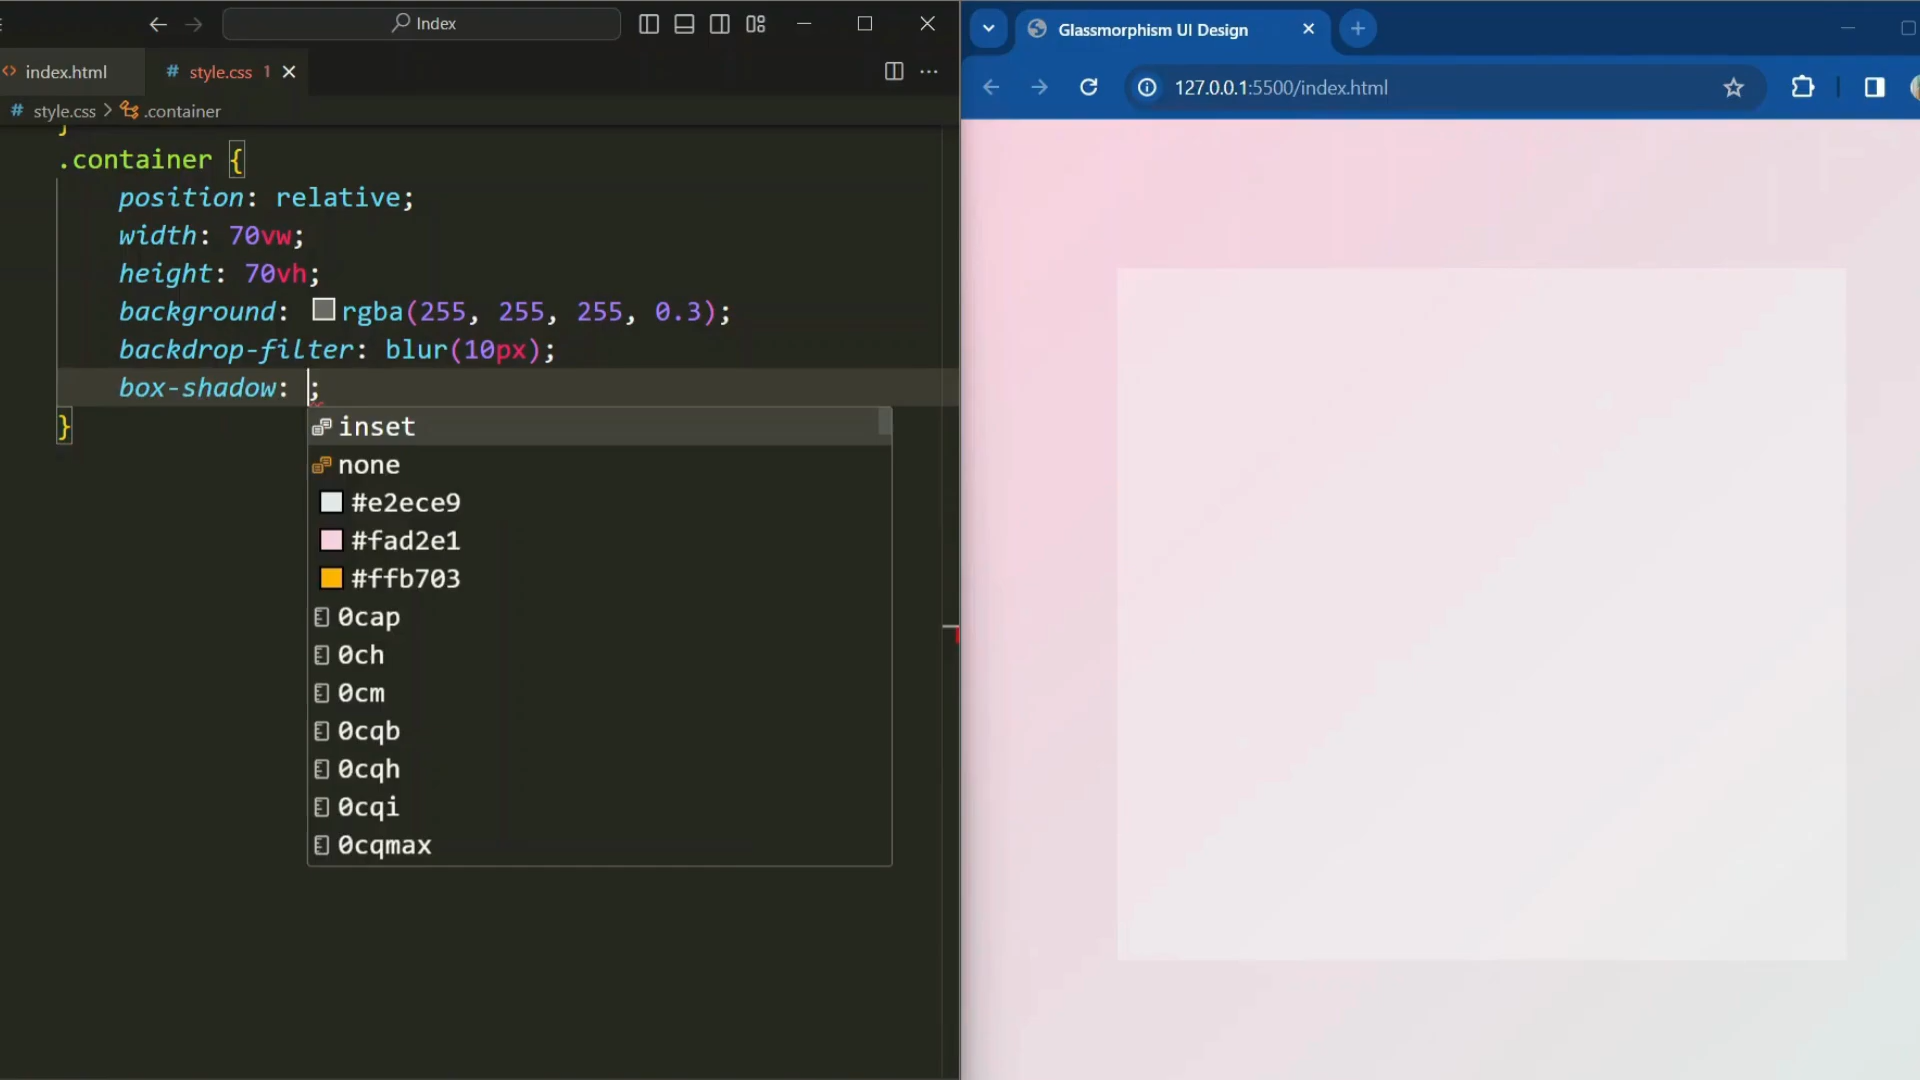 Index
index.html
# style.css 1
# style.css > .container
}
.container {
position: relative;
width: 70vw;
height: 70vh;
background: rgba(255, 255, 255, 0.3);
backdrop-filter: blur(10px);
box-shadow: ;
}
inset
none
#e2ece9
#fad2e1
#ffb703
0cap
0ch
0cm
0cqb
0cqh
0cqi
0cqmax
Glassmorphism UI Design
127.0.0.1:5500/index.html